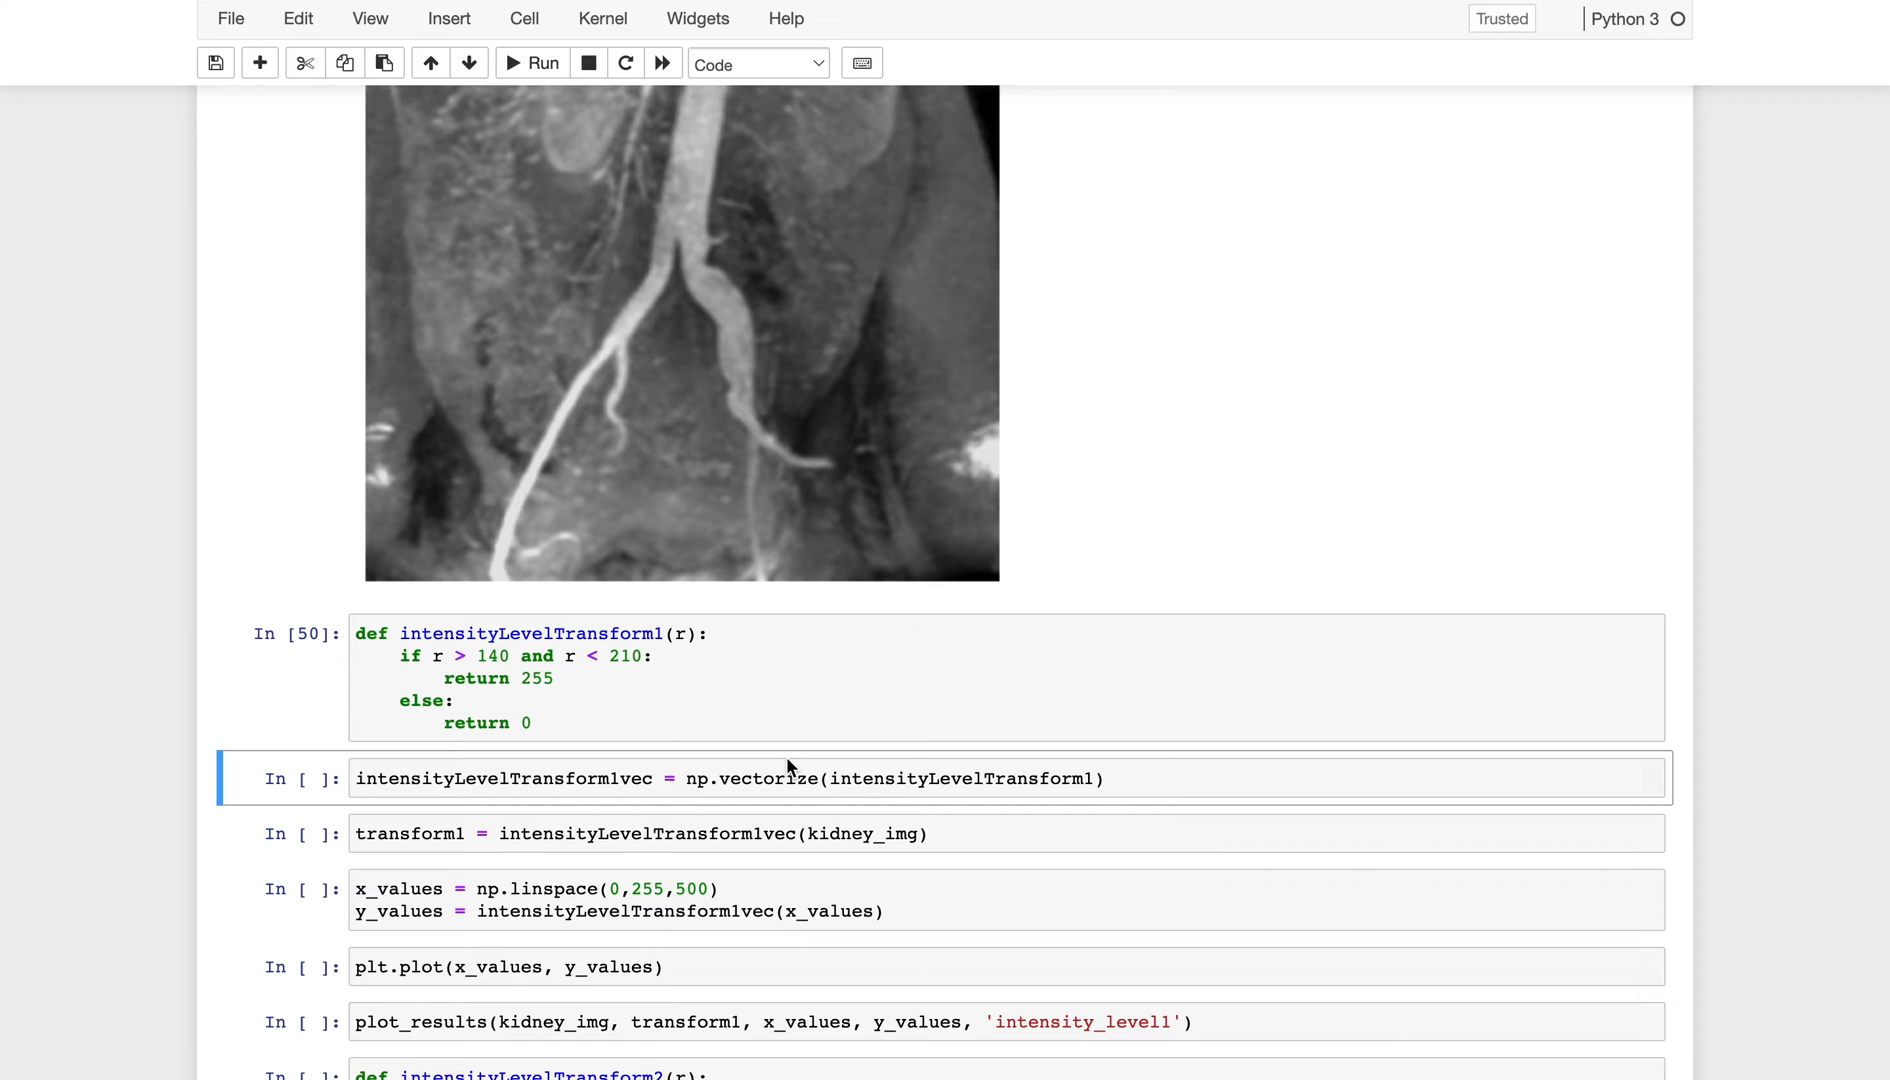 File Edit View Insert Cell Kernel Widgets Help Trusted Python 3
Run Code
In [50]: def intensityLevelTransform1(r):
if r > 140 and r < 210:
return 255
else:
return 0
In [ ]: intensityLevelTransform1vec = np.vectorize(intensityLevelTransform1)
In [ ]: transform1 = intensityLevelTransform1vec(kidney_img)
In [ ]: x_values = np.linspace(0,255,500)
y_values = intensityLevelTransform1vec(x_values)
In [ ]: plt.plot(x_values, y_values)
In [ ]: plot_results(kidney_img, transform1, x_values, y_values, 'intensity_level1')
In [ ]: def intensityLevelTransform2(r):